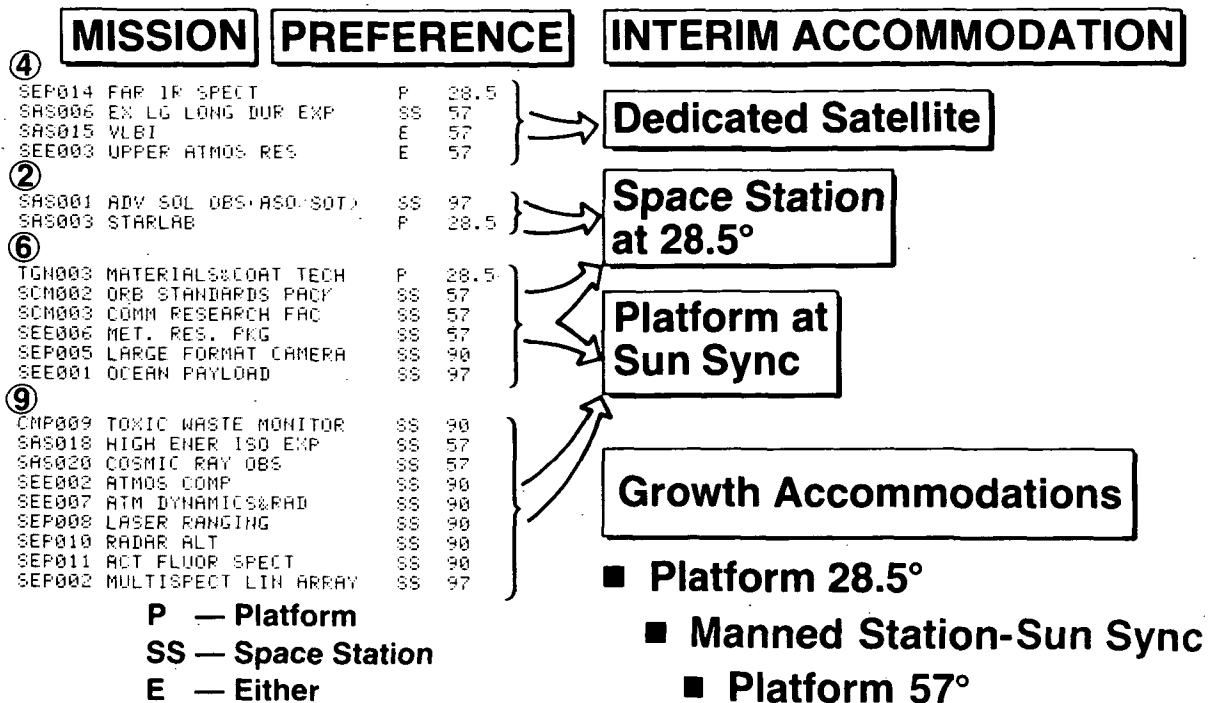 MISSION PREFERENCE INTERIM ACCOMMODATION
④
SEP014 FAR IR SPECT P 28.5
SAS006 EX LG LONG DUR EXP SS 57
SAS015 VLBI E 57
SEE003 UPPER ATMOS RES E 57
Dedicated Satellite
②
SAS001 ADV SOL OBS(ASO/SOT) SS 97
SAS003 STARLAB P 28.5
Space Station
at 28.5°
⑥
TGN003 MATERIALS&COAT TECH P 28.5
SCM002 ORB STANDARDS PACK SS 57
SCM003 COMM RESEARCH FAC SS 57
SEE006 MET. RES. PKG SS 57
SEP005 LARGE FORMAT CAMERA SS 90
SEE001 OCEAN PAYLOAD SS 97
Platform at
Sun Sync
⑨
CMP009 TOXIC WASTE MONITOR SS 90
SAS018 HIGH ENER ISO EXP SS 57
SAS020 COSMIC RAY OBS SS 57
SEE002 ATMOS COMP SS 90
SEE007 ATM DYNAMICS&RAD SS 90
SEP008 LASER RANGING SS 90
SEP010 RADAR ALT SS 90
SEP011 ACT FLUOR SPECT SS 90
SEP002 MULTISPECT LIN ARRAY SS 97
P — Platform
SS — Space Station
E — Either
Growth Accommodations
■ Platform 28.5°
■ Manned Station-Sun Sync
■ Platform 57°